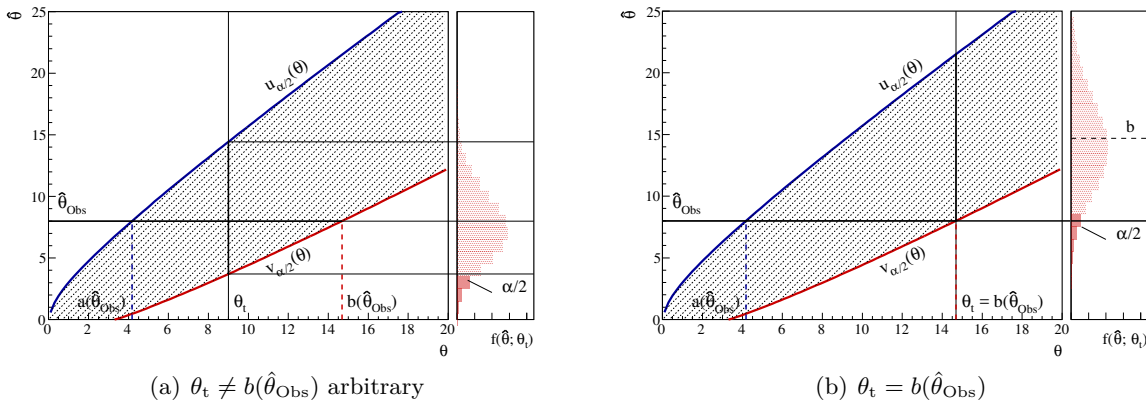 θ̂
25
20
15
10
5
0
0 2 4 6 8 10 12 14 16 18 20
θ
u_{α/2}(θ)
v_{α/2}(θ)
θ̂_{Obs}
a(θ̂_{Obs})
θ_t
b(θ̂_{Obs})
α/2
f(θ̂; θ_t)
(a) θ_t ≠ b(θ̂_{Obs}) arbitrary
θ̂
25
20
15
10
5
0
0 2 4 6 8 10 12 14 16 18 20
θ
u_{α/2}(θ)
v_{α/2}(θ)
θ̂_{Obs}
a(θ̂_{Obs})
θ_t = b(θ̂_{Obs})
b
α/2
f(θ̂; θ_t)
(b) θ_t = b(θ̂_{Obs})